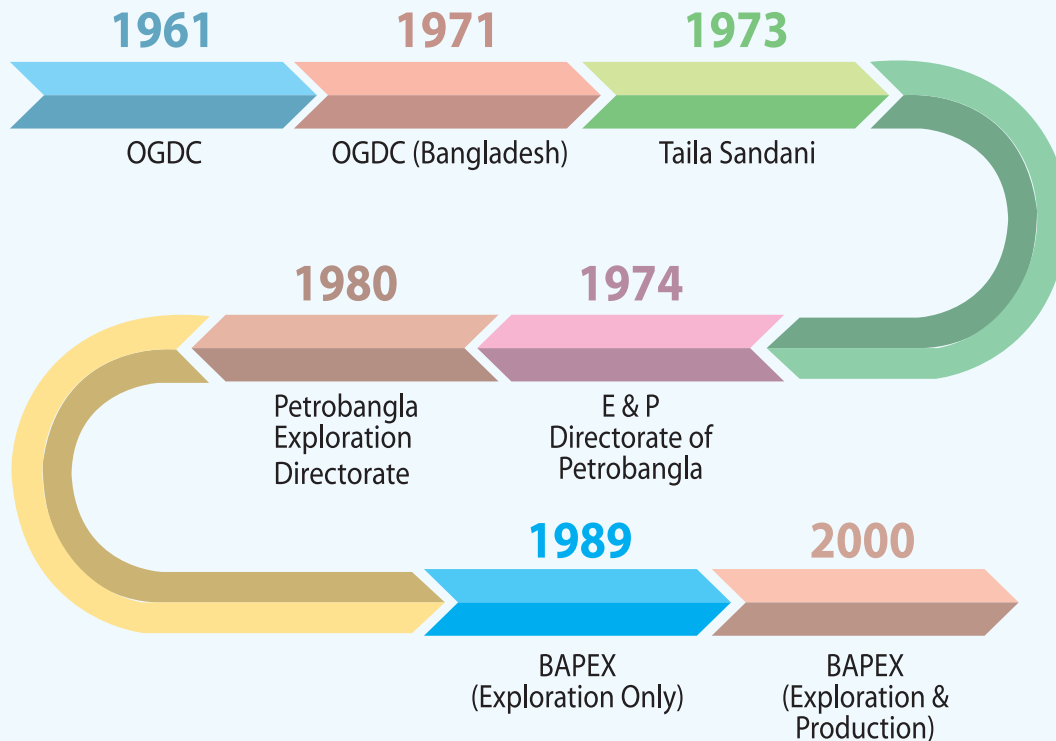 1961
OGDC
1971
OGDC (Bangladesh)
1973
Taila Sandani
1974
E & P
Directorate of
Petrobangla
1980
Petrobangla
Exploration
Directorate
1989
BAPEX
(Exploration Only)
2000
BAPEX
(Exploration &
Production)